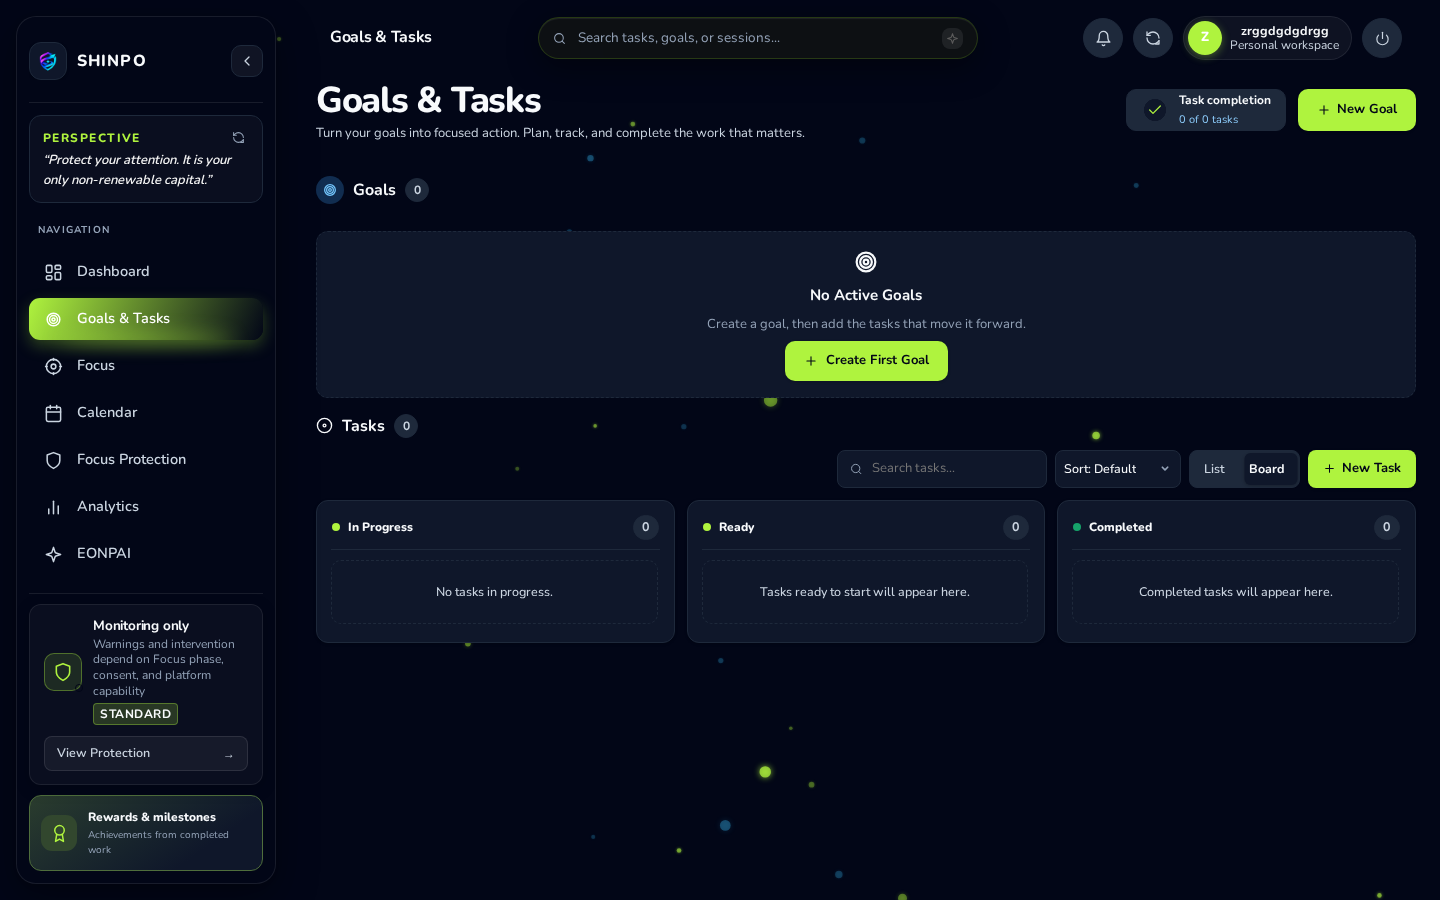 SHINPO
PERSPECTIVE
“Protect your attention. It is your
only non-renewable capital.”
NAVIGATION
Dashboard
Goals & Tasks
Focus
Calendar
Focus Protection
Analytics
EONPAI
Monitoring only
Warnings and intervention
depend on Focus phase,
consent, and platform
capability
STANDARD
View Protection →
Rewards & milestones
Achievements from completed
work
Goals & Tasks
Search tasks, goals, or sessions...
Z
zrggdgdgdrgg
Personal workspace
Goals & Tasks
Turn your goals into focused action. Plan, track, and complete the work that matters.
Task completion
0 of 0 tasks
New Goal
Goals 0
No Active Goals
Create a goal, then add the tasks that move it forward.
Create First Goal
Tasks 0
Search tasks...
Sort: Default
List
Board
New Task
In Progress 0
No tasks in progress.
Ready 0
Tasks ready to start will appear here.
Completed 0
Completed tasks will appear here.